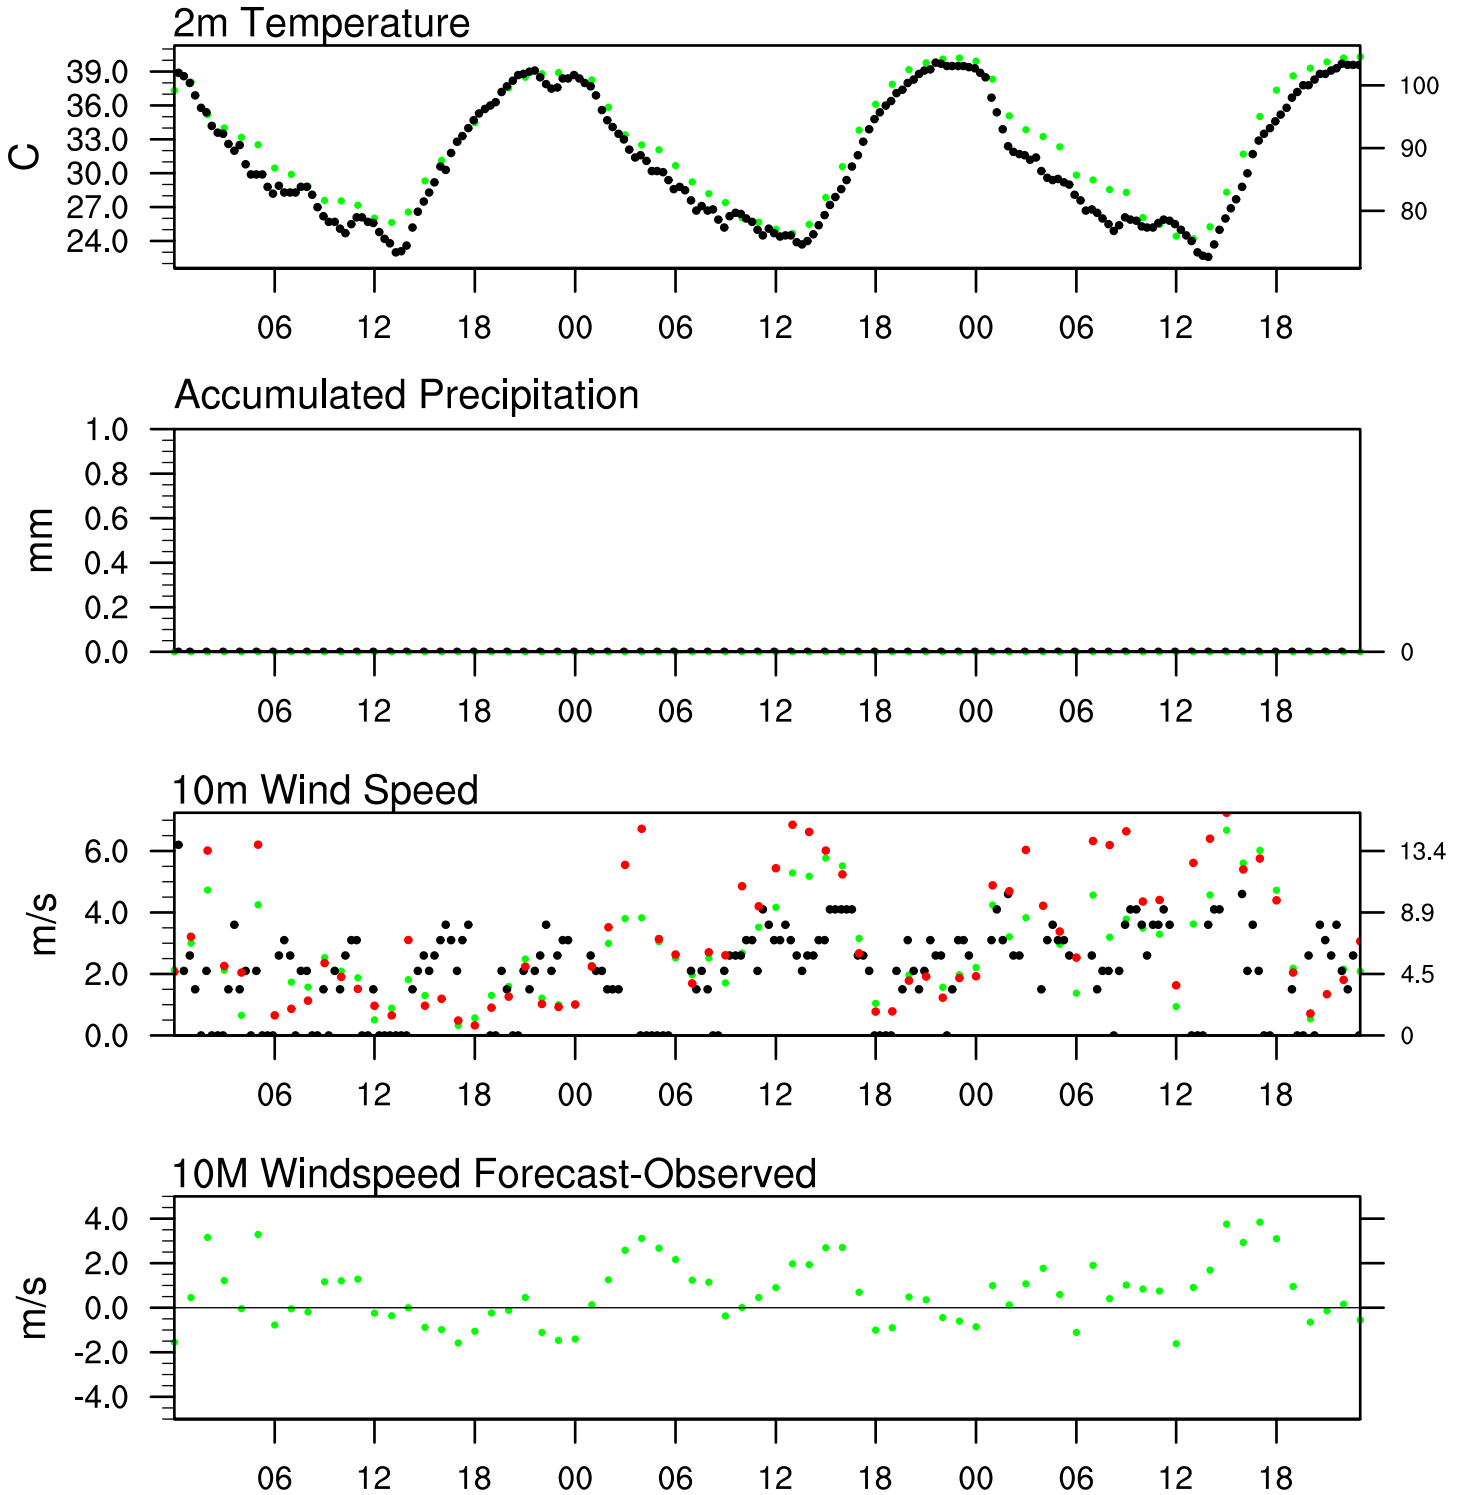 2m Temperature
C
39.0
36.0
33.0
30.0
27.0
24.0
100
90
80
06 12 18 00 06 12 18 00 06 12 18
Accumulated Precipitation
mm
1.0
0.8
0.6
0.4
0.2
0.0
0
06 12 18 00 06 12 18 00 06 12 18
10m Wind Speed
m/s
6.0
4.0
2.0
0.0
13.4
8.9
4.5
0
06 12 18 00 06 12 18 00 06 12 18
10M Windspeed Forecast-Observed
m/s
4.0
2.0
0.0
-2.0
-4.0
06 12 18 00 06 12 18 00 06 12 18